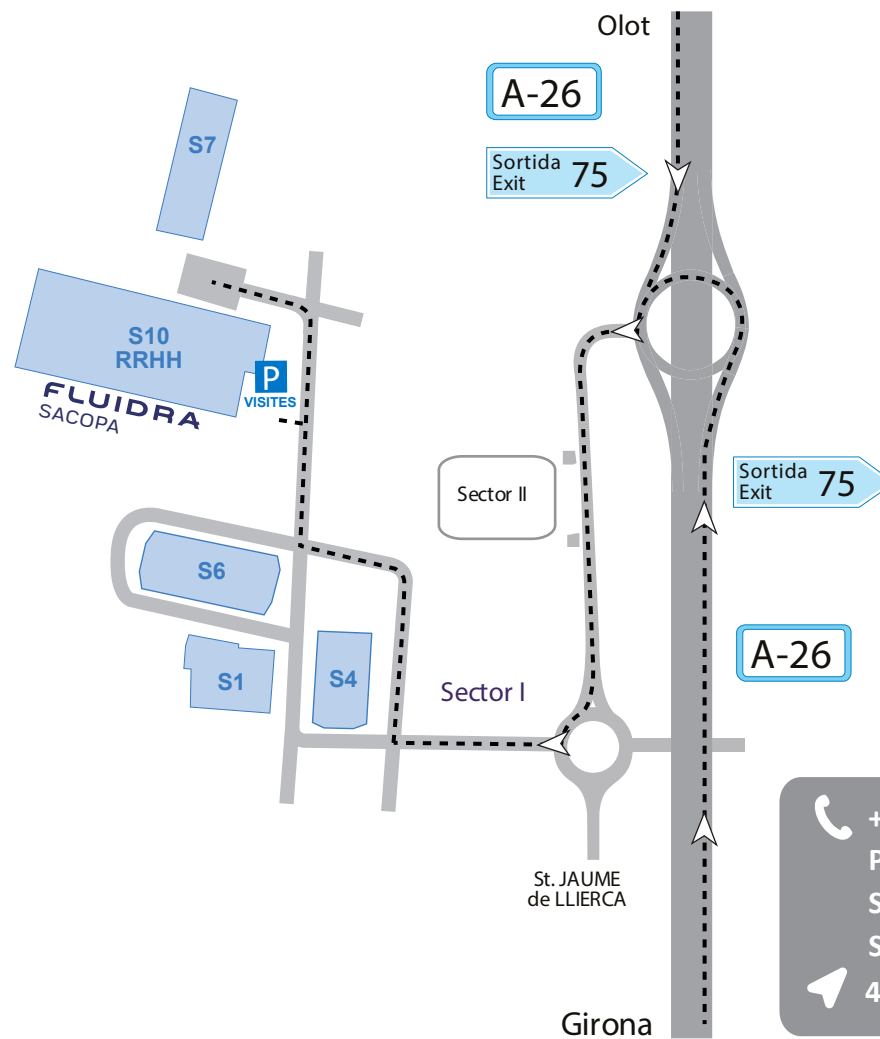 Olot
A-26
Sortida
Exit
75
S7
S10
RRHH
P
VISITES
FLUIDRA
SACOPA
Sector II
Sortida
Exit
75
S6
A-26
S1
S4
Sector I
St. JAUME
de LLIERCA
Girona
+
P
S
S
4